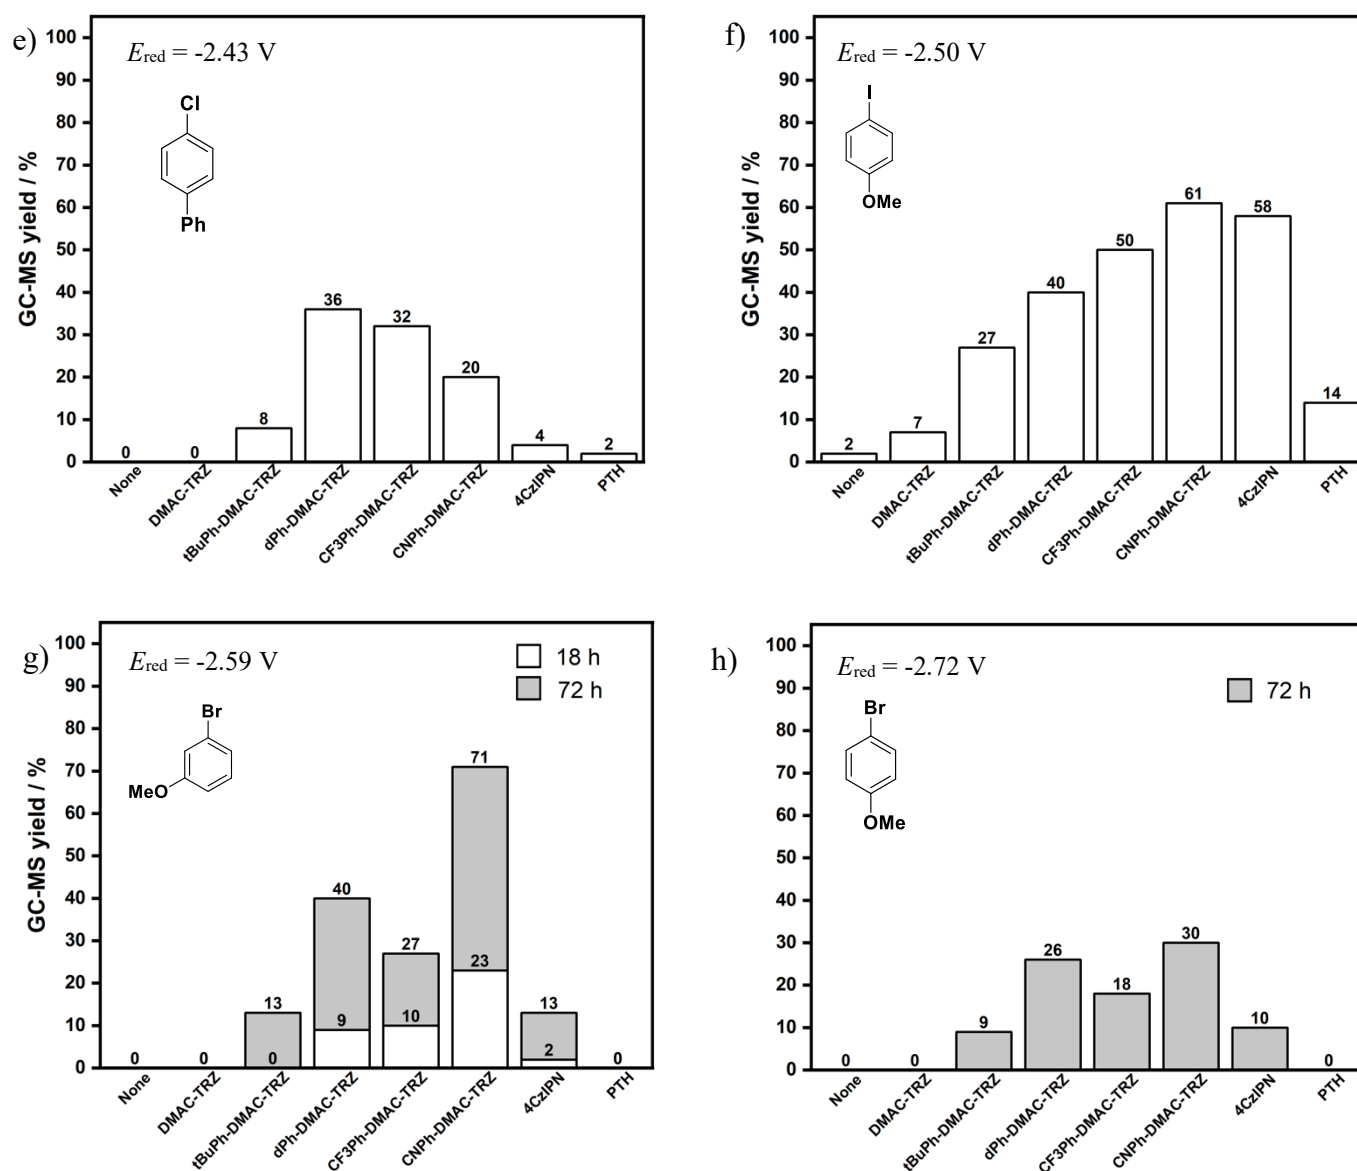 e)
E_red = -2.43 V
Cl
Ph
GC-MS yield / %
100
90
80
70
60
50
40
30
20
10
0
0
0
8
36
32
20
4
2
None
DMAC-TRZ
tBuPh-DMAC-TRZ
dPh-DMAC-TRZ
CF3Ph-DMAC-TRZ
CNPh-DMAC-TRZ
4CzIPN
PTH
f)
E_red = -2.50 V
I
OMe
GC-MS yield / %
100
90
80
70
60
50
40
30
20
10
0
2
7
27
40
50
61
58
14
None
DMAC-TRZ
tBuPh-DMAC-TRZ
dPh-DMAC-TRZ
CF3Ph-DMAC-TRZ
CNPh-DMAC-TRZ
4CzIPN
PTH
g)
E_red = -2.59 V
18 h
72 h
Br
MeO
GC-MS yield / %
100
90
80
70
60
50
40
30
20
10
0
0
0
13
0
40
9
27
10
71
23
13
2
0
None
DMAC-TRZ
tBuPh-DMAC-TRZ
dPh-DMAC-TRZ
CF3Ph-DMAC-TRZ
CNPh-DMAC-TRZ
4CzIPN
PTH
h)
E_red = -2.72 V
72 h
Br
OMe
100
90
80
70
60
50
40
30
20
10
0
0
0
9
26
18
30
10
0
None
DMAC-TRZ
tBuPh-DMAC-TRZ
dPh-DMAC-TRZ
CF3Ph-DMAC-TRZ
CNPh-DMAC-TRZ
4CzIPN
PTH